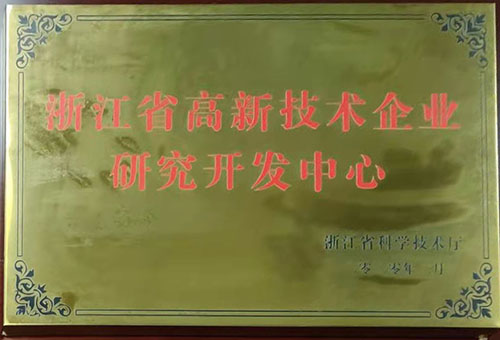 浙江省高新技术企业
研究开发中心
浙江省科学技术厅